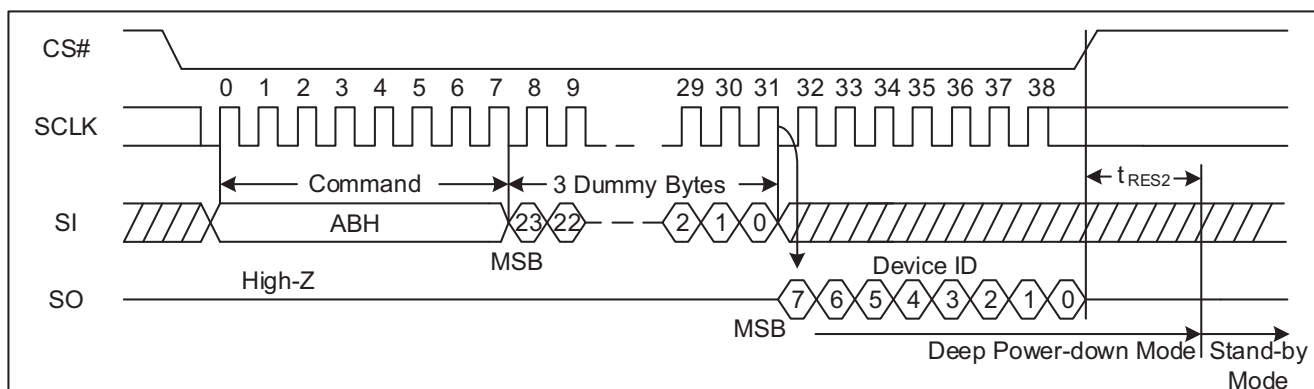 CS#
0 1 2 3 4 5 6 7 8 9 29 30 31 32 33 34 35 36 37 38
SCLK
Command 3 Dummy Bytes tRES2
SI ABH 23 22 2 1 0
MSB
High-Z Device ID
SO 7 6 5 4 3 2 1 0
MSB
Deep Power-down Mode Stand-by
Mode